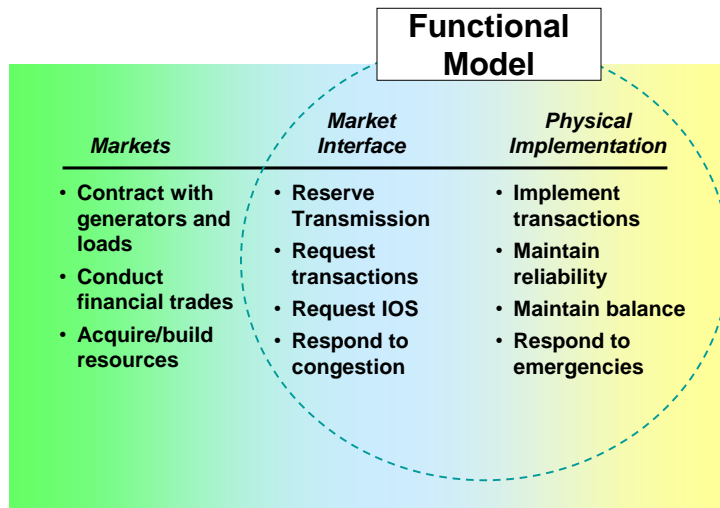 Functional
Model
Markets
Market
Interface
Physical
Implementation
• Contract with
generators and
loads
• Conduct
financial trades
• Acquire/build
resources
• Reserve
Transmission
• Request
transactions
• Request IOS
• Respond to
congestion
• Implement
transactions
• Maintain
reliability
• Maintain balance
• Respond to
emergencies